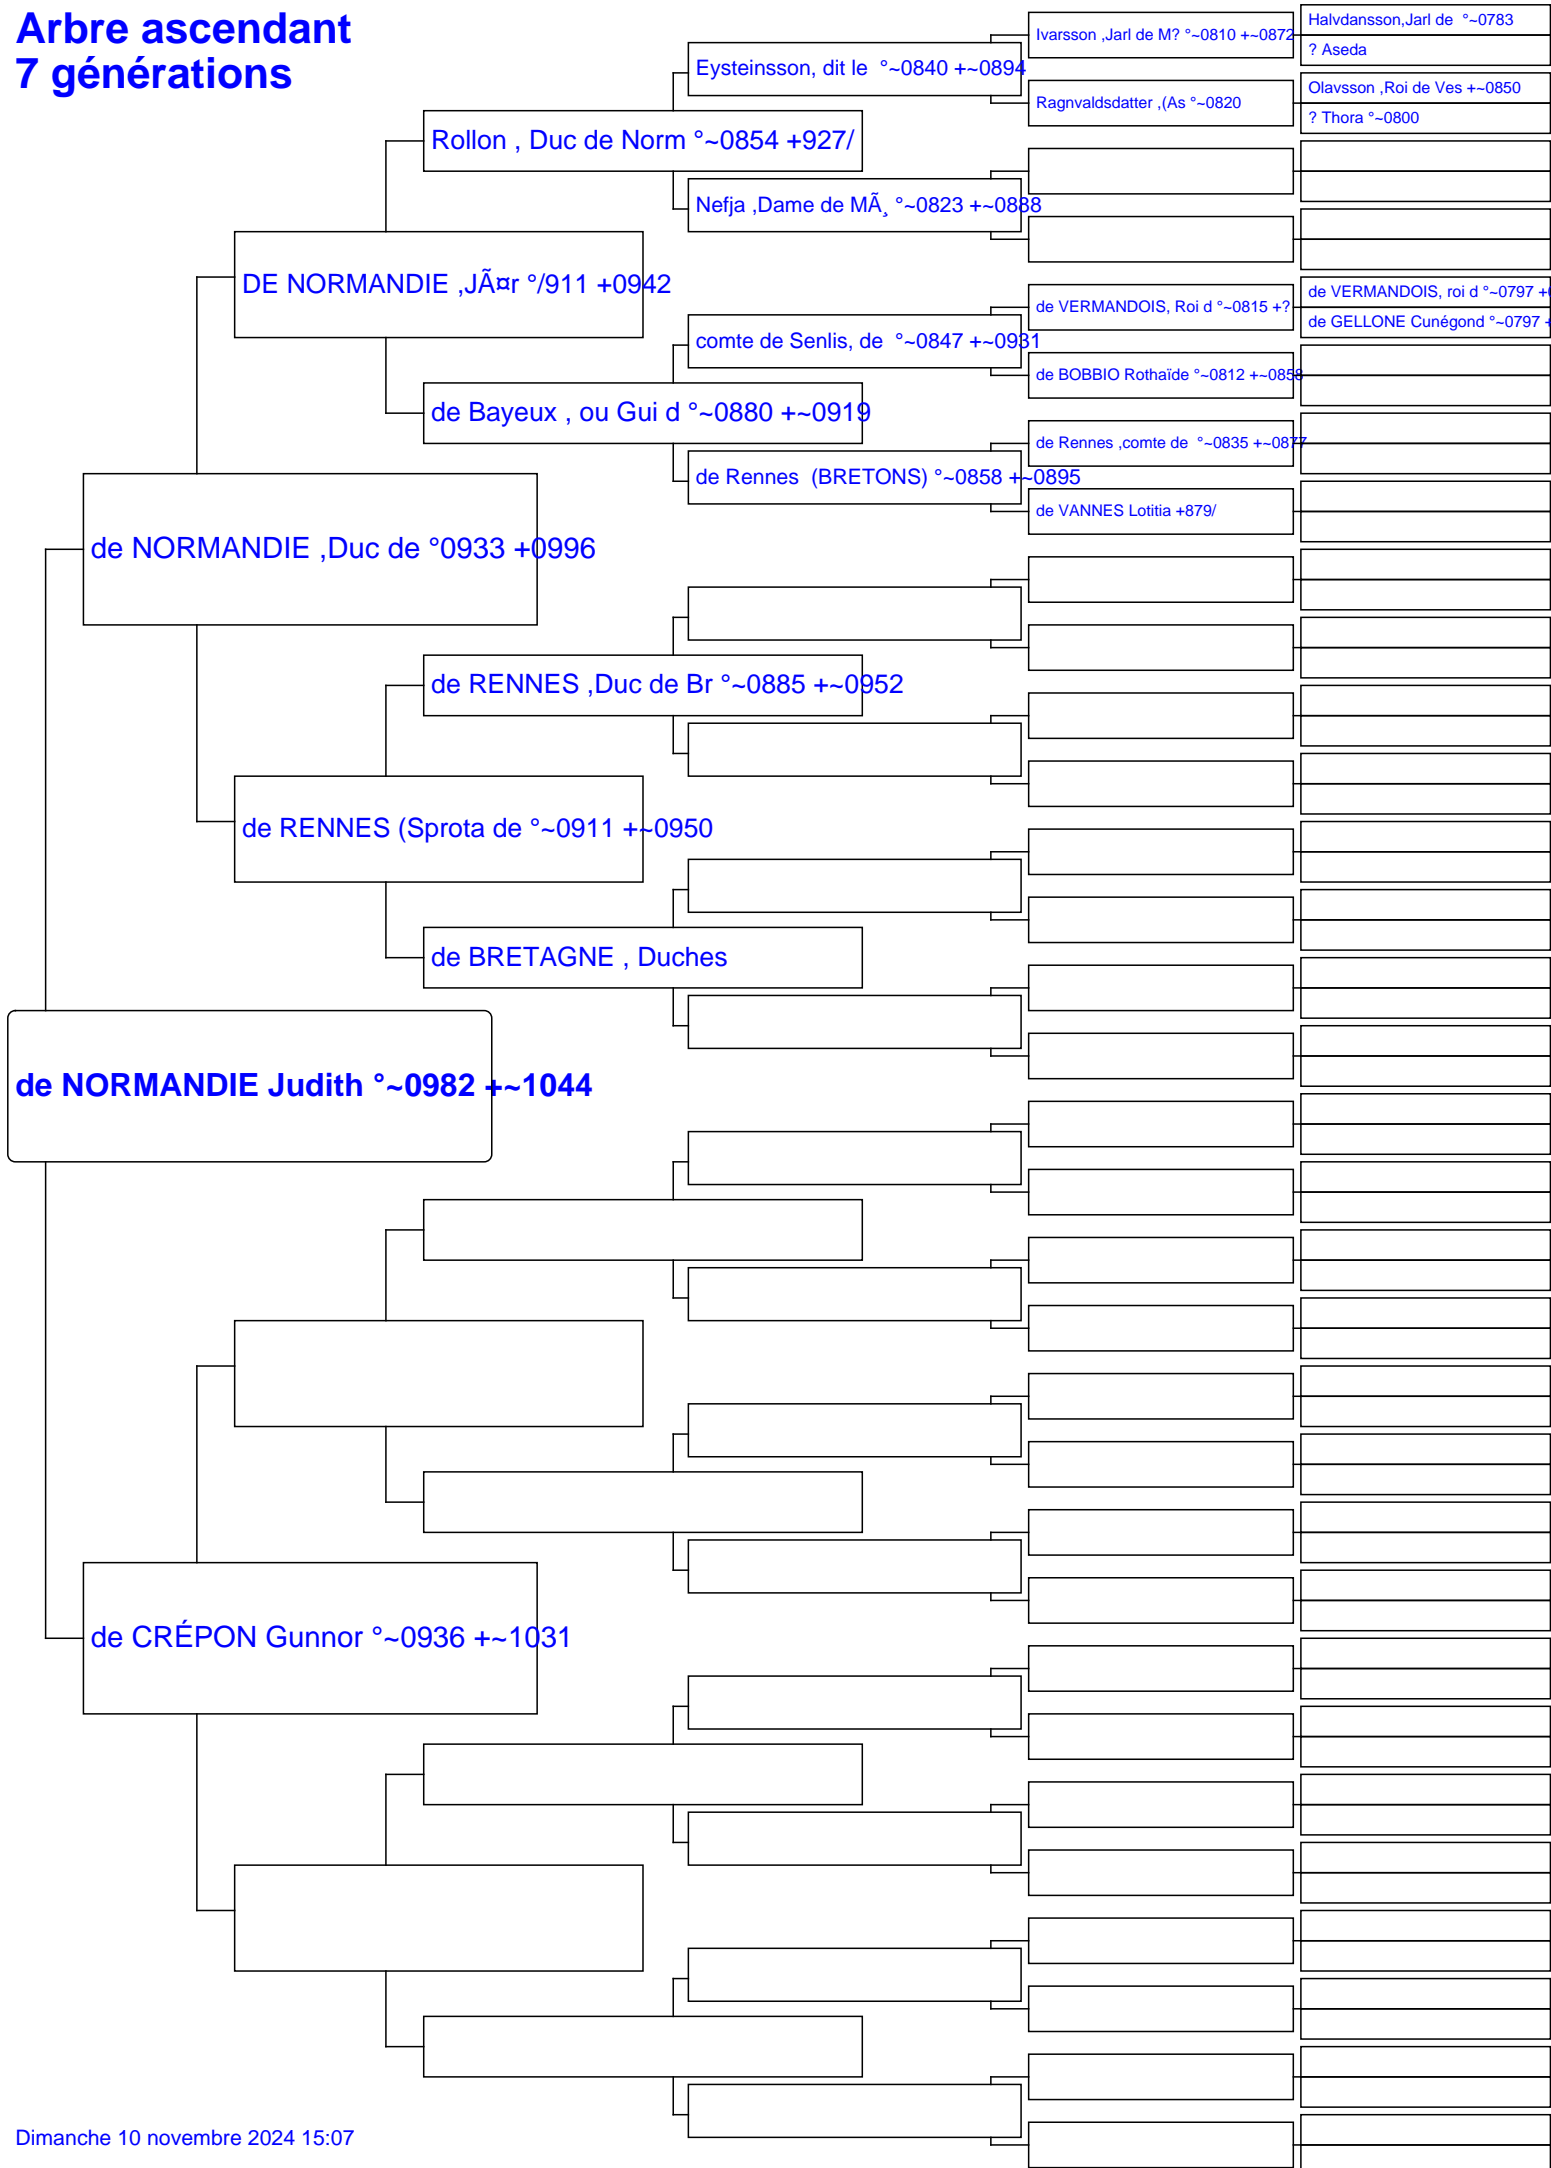 Arbre ascendant
7 générations
Ivarsson ,Jarl de M? °~0810 +~0872
Halvdansson,Jarl de  °~0783
? Aseda
Eysteinsson, dit le  °~0840 +~0894
Ragnvaldsdatter ,(As °~0820
Olavsson ,Roi de Ves +~0850
? Thora °~0800
Rollon , Duc de Norm °~0854 +927/
Nefja ,Dame de MÃ¸ °~0823 +~0888
DE NORMANDIE ,JÃ¤r °/911 +0942
de VERMANDOIS, Roi d °~0815 +?
de VERMANDOIS, roi d °~0797 +
de GELLONE Cunégond °~0797 +
comte de Senlis, de  °~0847 +~0931
de BOBBIO Rothaïde °~0812 +~0858
de Bayeux , ou Gui d °~0880 +~0919
de Rennes ,comte de  °~0835 +~0877
de Rennes  (BRETONS) °~0858 +~0895
de VANNES Lotitia +879/
de NORMANDIE ,Duc de °0933 +0996
de RENNES ,Duc de Br °~0885 +~0952
de RENNES (Sprota de °~0911 +~0950
de BRETAGNE , Duches
de NORMANDIE Judith °~0982 +~1044
de CRÉPON Gunnor °~0936 +~1031
Dimanche 10 novembre 2024 15:07